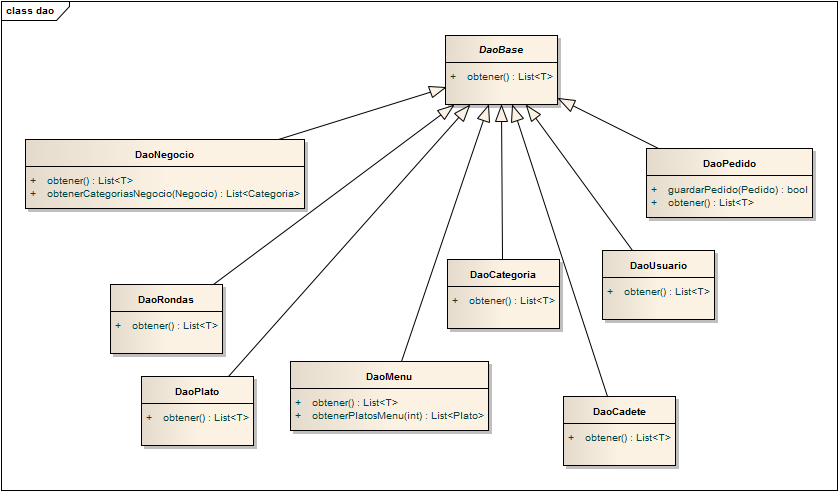 class dao
DaoBase
+ obtener() : List<T>
DaoNegocio
+ obtener() : List<T>
+ obtenerCategoriasNegocio(Negocio) : List<Categoria>
DaoPedido
+ guardarPedido(Pedido) : bool
+ obtener() : List<T>
DaoUsuario
+ obtener() : List<T>
DaoCategoria
+ obtener() : List<T>
DaoRondas
+ obtener() : List<T>
DaoMenu
+ obtener() : List<T>
+ obtenerPlatosMenu(int) : List<Plato>
DaoPlato
+ obtener() : List<T>
DaoCadete
+ obtener() : List<T>